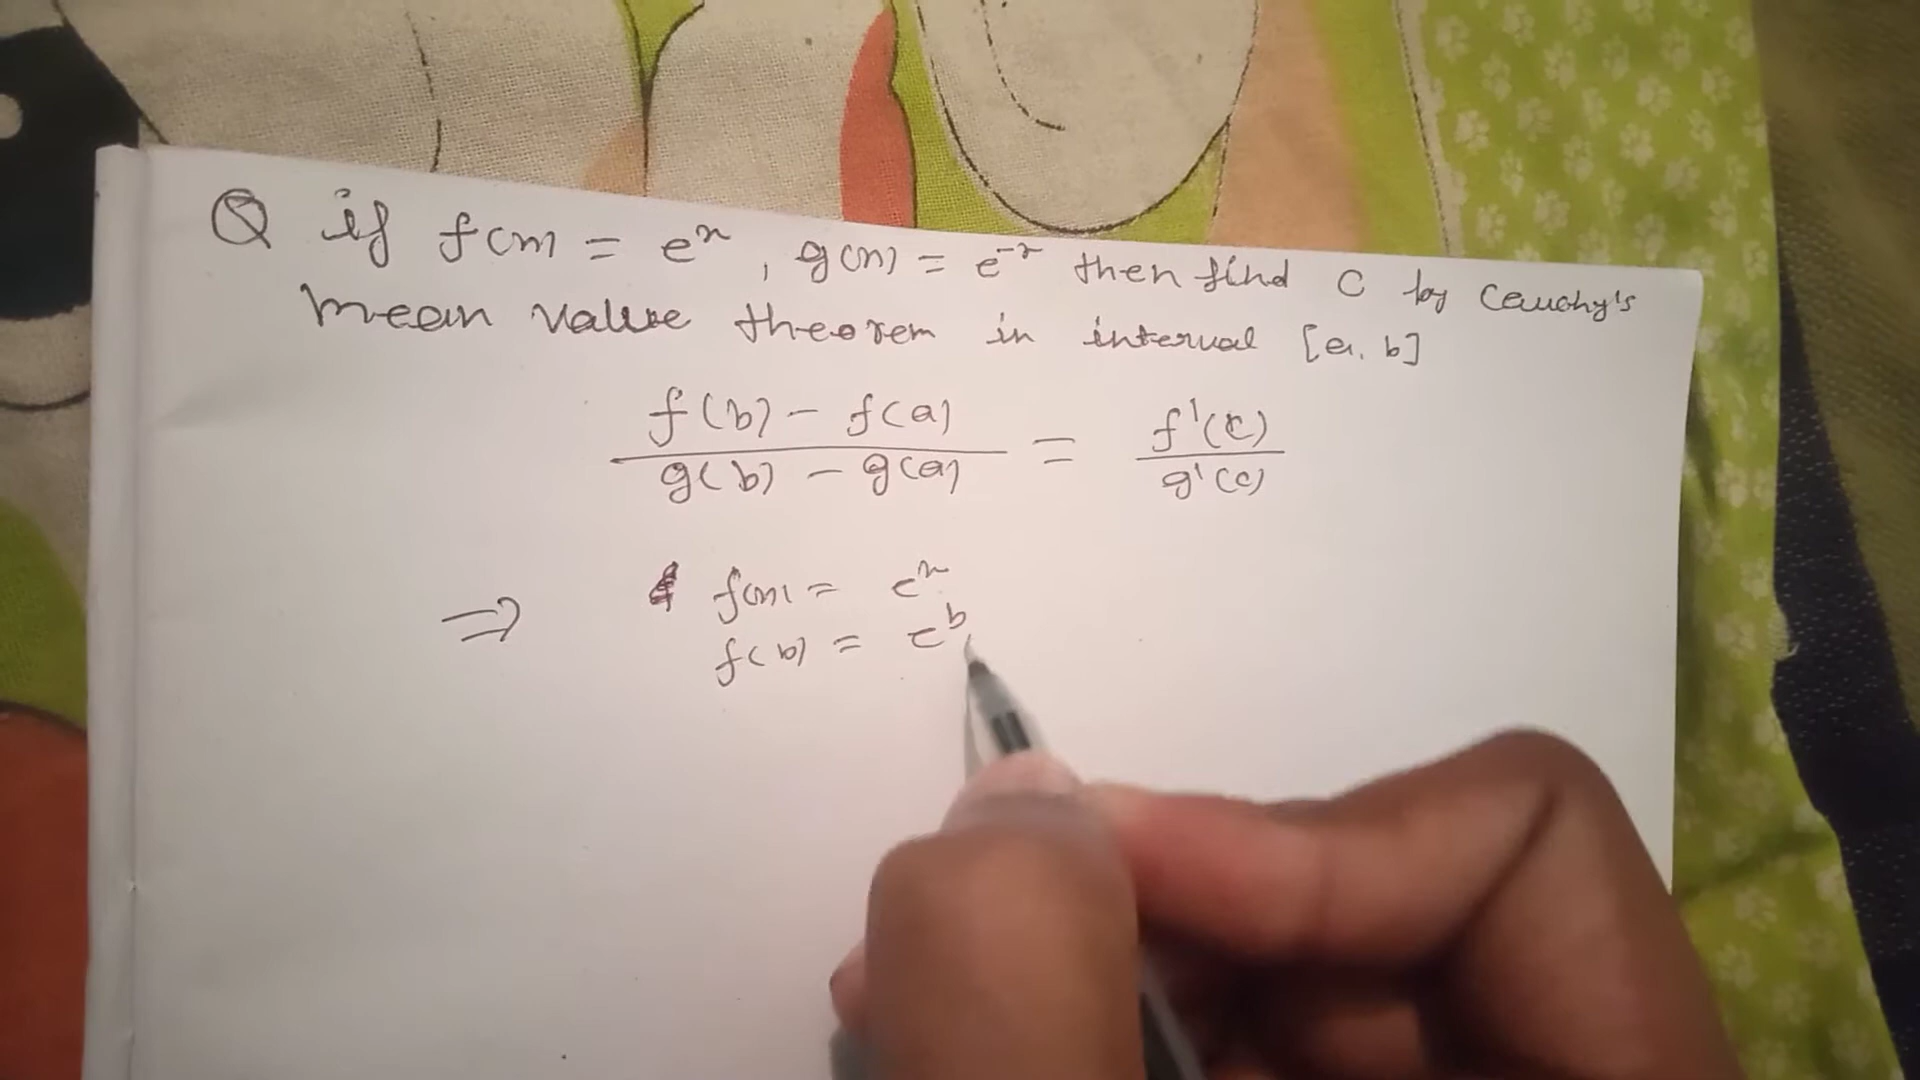 Q if f(x) = e^x, g(x) = e^-x then find C by Cauchy's
mean value theorem in interval [a, b]
f(b) - f(a) / g(b) - g(a) = f'(c) / g'(c)
⇒ f(x) = e^x
f(b) = e^b